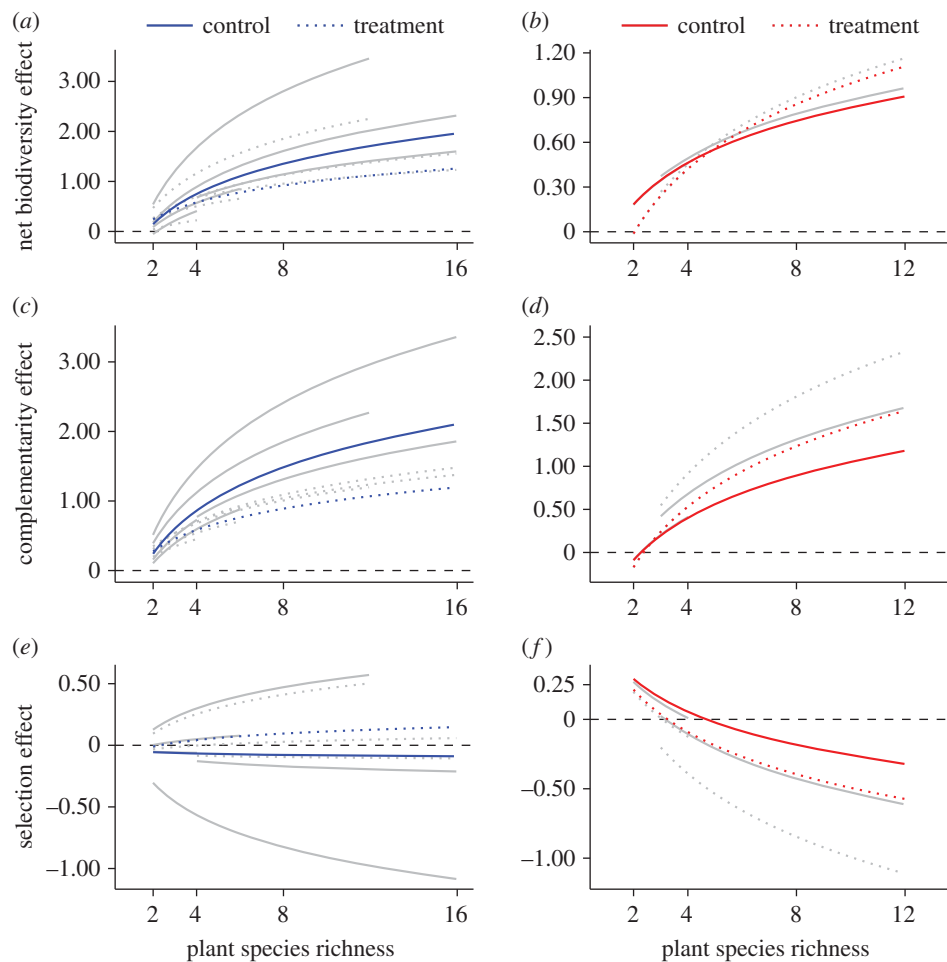 (a) control treatment
net biodiversity effect
3.00
2.00
1.00
0
2 4 8 16
(b) control treatment
1.20
0.90
0.60
0.30
0
2 4 8 12
(c)
complementarity effect
3.00
2.00
1.00
0
2 4 8 16
(d)
2.50
2.00
1.50
1.00
0.50
0
2 4 8 12
(e)
selection effect
0.50
0
−0.50
−1.00
2 4 8 16
plant species richness
(f)
0.25
0
−0.50
−1.00
2 4 8 12
plant species richness